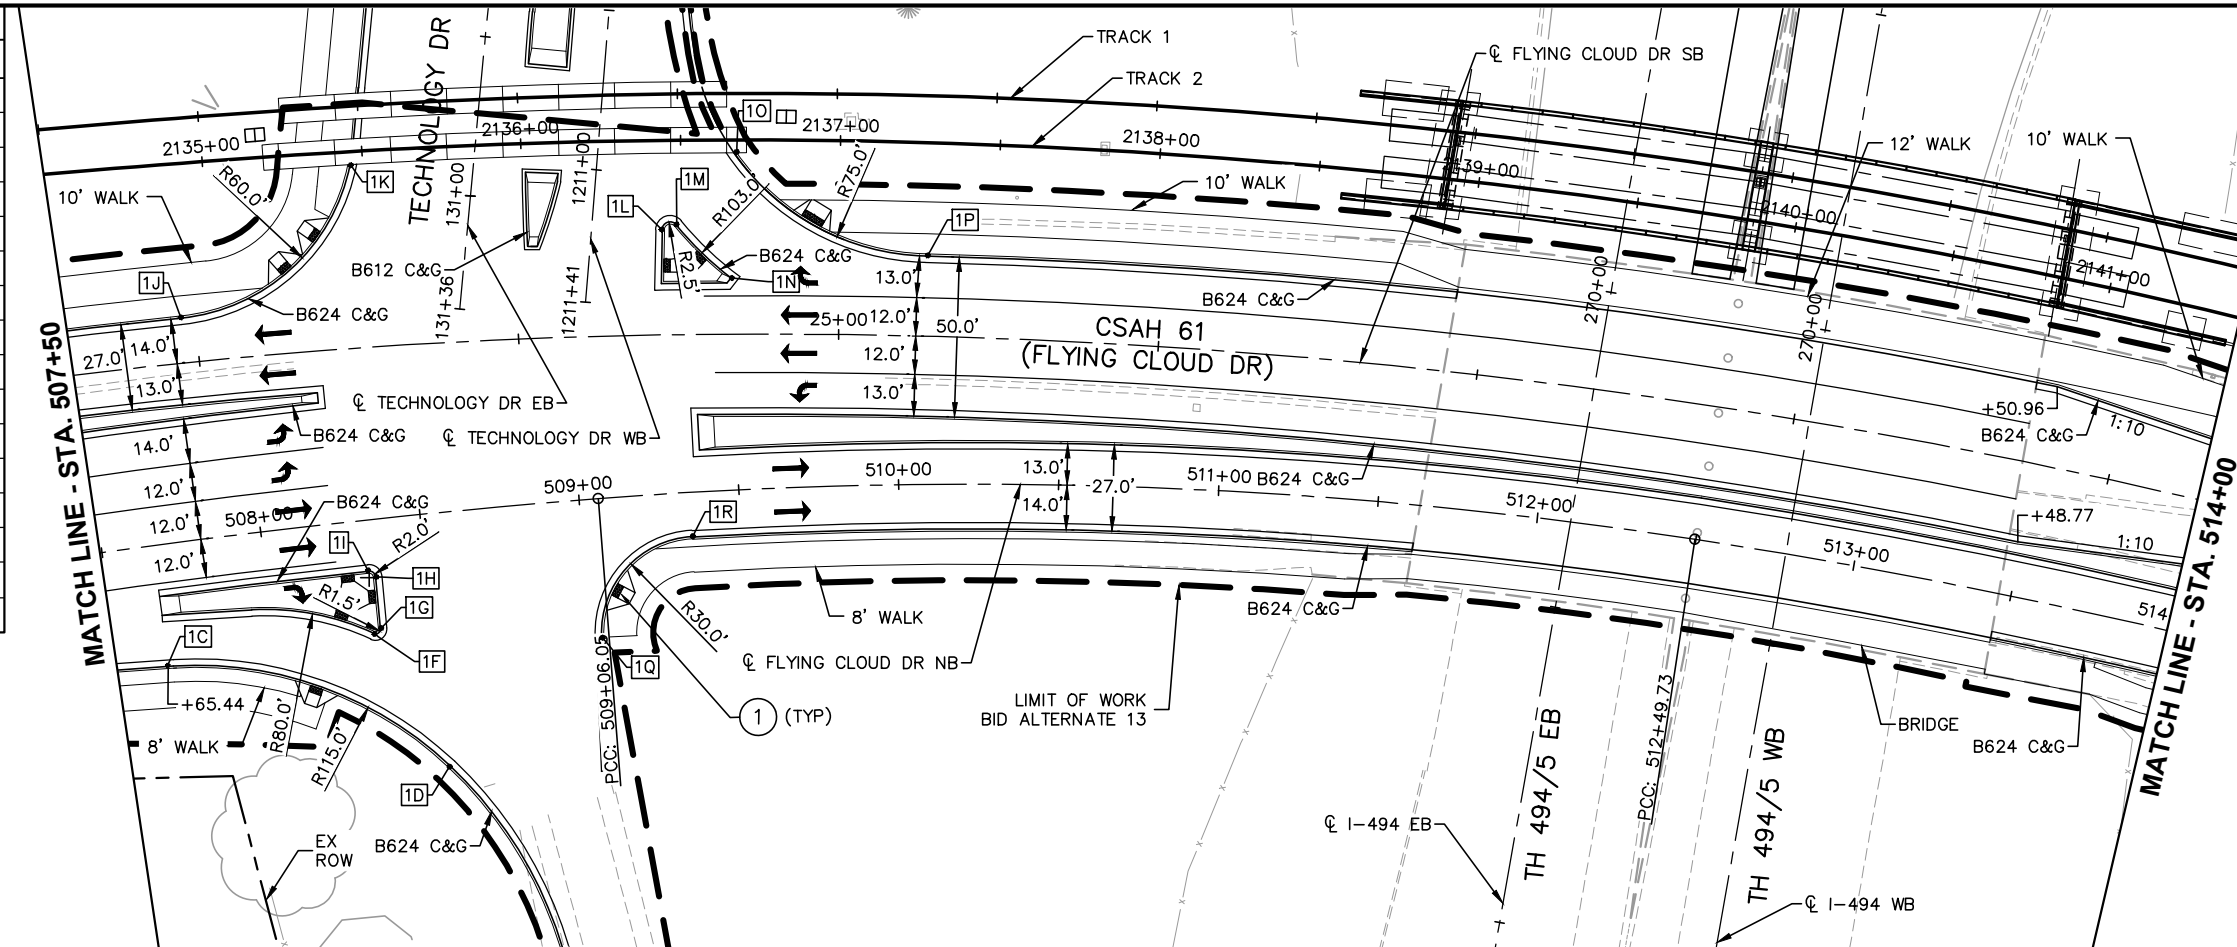 TRACK 1
TRACK 2
℄ FLYING CLOUD DR SB
TECHNOLOGY DR
10' WALK
12' WALK
10' WALK
10' WALK
2135+00
2136+00
2137+00
2138+00
139+00
2140+00
2141+00
1O
1K
1M
1L
1J
1P
1N
R60.0'
R103.0'
R75.0'
R2.5'
131+00
131+36
1211+00
1211+41
B612 C&G
B624 C&G
B624 C&G
B624 C&G
13.0'
12.0'
12.0'
13.0'
50.0'
25+00
CSAH 61
(FLYING CLOUD DR)
270+00
270+00
27.0'
14.0'
13.0'
℄ TECHNOLOGY DR EB
℄ TECHNOLOGY DR WB
B624 C&G
14.0'
12.0'
12.0'
12.0'
508+00
509+00
510+00
511+00
512+00
513+00
514
B624 C&G
B624 C&G
13.0'
14.0'
27.0'
+50.96
B624 C&G
1:10
+48.77
1:10
MATCH LINE - STA. 507+50
MATCH LINE - STA. 514+00
1R
1I
1H
1G
1F
1C
1Q
1D
R2.0'
R1.5'
R30.0'
R80.0'
R115.0'
+65.44
8' WALK
8' WALK
℄ FLYING CLOUD DR NB
B624 C&G
PCC: 509+06.05
1 (TYP)
LIMIT OF WORK
BID ALTERNATE 13
PCC: 512+49.73
BRIDGE
B624 C&G
EX
ROW
B624 C&G
℄ I-494 EB
TH 494/5 EB
TH 494/5 WB
℄ I-494 WB